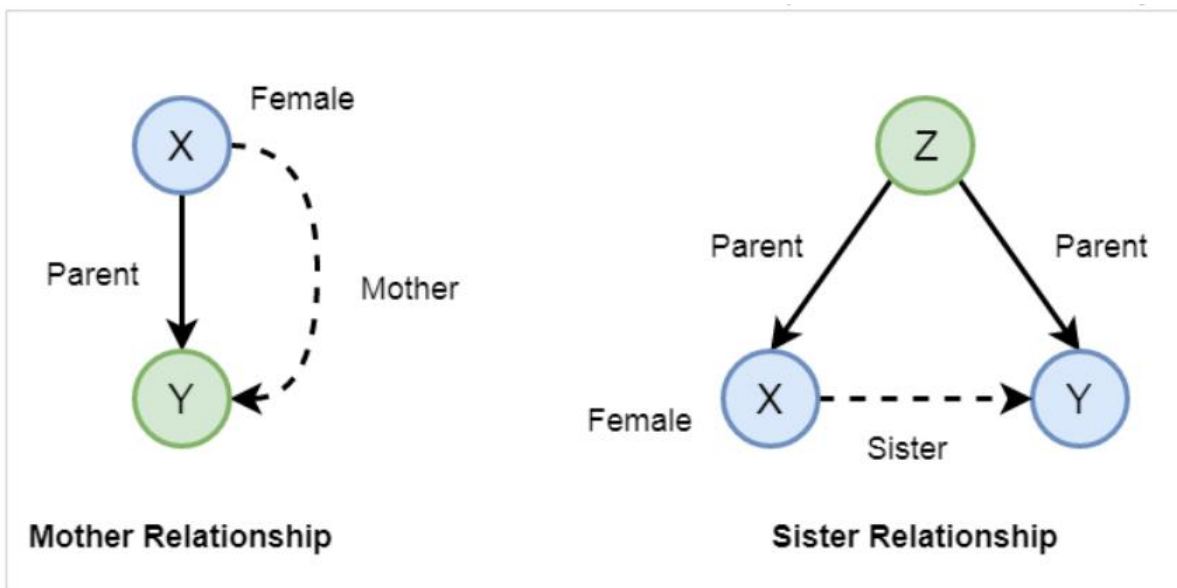 Female
X
Parent
Mother
Y
Mother Relationship
Z
Parent
Parent
X
Y
Female
Sister
Sister Relationship